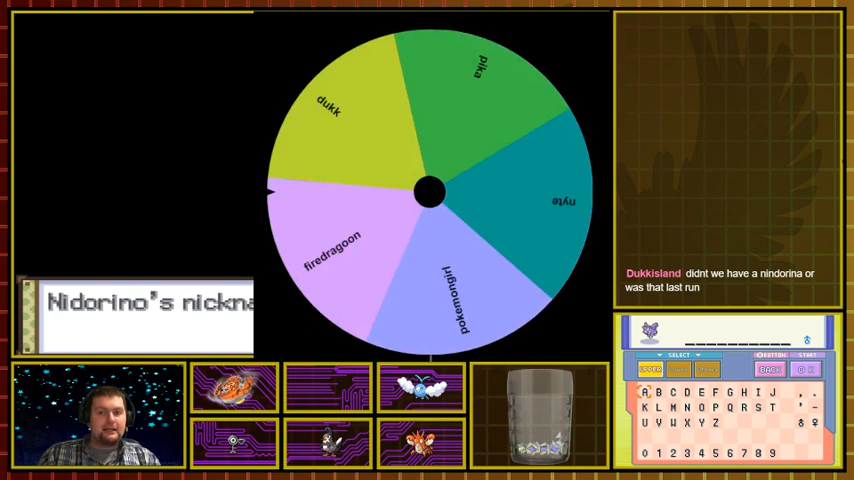 dukk
pika
nyte
firedragoon
pokemongirl
Nidorino's nickna
Dukkisland didnt we have a nindorina or
was that last run
SELECT
BUTTON
START
UPPER
BACK
OK
A B C D E F G H I J , .
K L M N O P Q R S T ' -
U V W X Y Z ♂ ♀
0 1 2 3 4 5 6 7 8 9